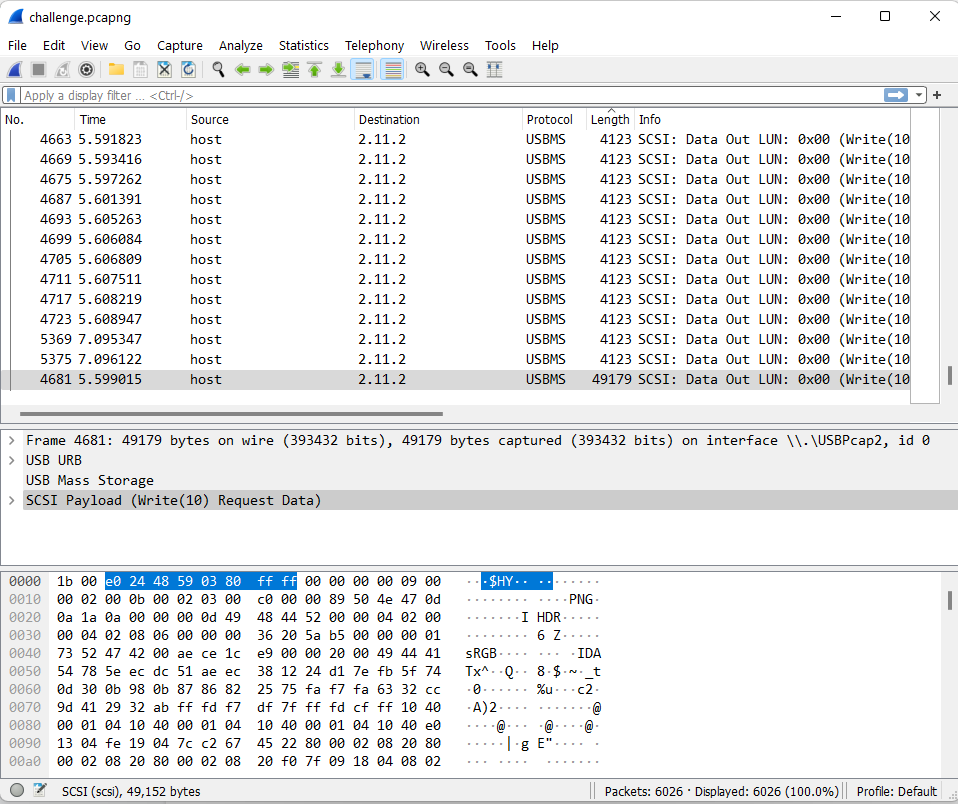 challenge.pcapng
File Edit View Go Capture Analyze Statistics Telephony Wireless Tools Help
Apply a display filter ... <Ctrl-/>
No. Time Source Destination Protocol Length Info
4663 5.591823 host 2.11.2 USBMS 4123 SCSI: Data Out LUN: 0x00 (Write(10
4669 5.593416 host 2.11.2 USBMS 4123 SCSI: Data Out LUN: 0x00 (Write(10
4675 5.597262 host 2.11.2 USBMS 4123 SCSI: Data Out LUN: 0x00 (Write(10
4687 5.601391 host 2.11.2 USBMS 4123 SCSI: Data Out LUN: 0x00 (Write(10
4693 5.605263 host 2.11.2 USBMS 4123 SCSI: Data Out LUN: 0x00 (Write(10
4699 5.606084 host 2.11.2 USBMS 4123 SCSI: Data Out LUN: 0x00 (Write(10
4705 5.606809 host 2.11.2 USBMS 4123 SCSI: Data Out LUN: 0x00 (Write(10
4711 5.607511 host 2.11.2 USBMS 4123 SCSI: Data Out LUN: 0x00 (Write(10
4717 5.608219 host 2.11.2 USBMS 4123 SCSI: Data Out LUN: 0x00 (Write(10
4723 5.608947 host 2.11.2 USBMS 4123 SCSI: Data Out LUN: 0x00 (Write(10
5369 7.095347 host 2.11.2 USBMS 4123 SCSI: Data Out LUN: 0x00 (Write(10
5375 7.096122 host 2.11.2 USBMS 4123 SCSI: Data Out LUN: 0x00 (Write(10
4681 5.599015 host 2.11.2 USBMS 49179 SCSI: Data Out LUN: 0x00 (Write(10
Frame 4681: 49179 bytes on wire (393432 bits), 49179 bytes captured (393432 bits) on interface \\.\USBPcap2, id 0
USB URB
USB Mass Storage
SCSI Payload (Write(10) Request Data)
0000 1b 00 e0 24 48 59 03 80 ff ff 00 00 00 00 09 00 ···$HY·· ········
0010 00 02 00 0b 00 02 03 00 c0 00 00 89 50 4e 47 0d ········ ····PNG·
0020 0a 1a 0a 00 00 00 0d 49 48 44 52 00 00 04 02 00 ·······I HDR·····
0030 00 04 02 08 06 00 00 00 36 20 5a b5 00 00 00 01 ········ 6 Z·····
0040 73 52 47 42 00 ae ce 1c e9 00 00 20 00 49 44 41 sRGB···· ··· ·IDA
0050 54 78 5e ec dc 51 ae ec 38 12 24 d1 7e fb 5f 74 Tx^··Q·· 8·$·~·_t
0060 0d 30 0b 98 0b 87 86 82 25 75 fa f7 fa 63 32 cc ·0······ %u···c2·
0070 9d 41 29 32 ab ff fd f7 df 7f ff fd cf ff 10 40 ·A)2···· ·······@
0080 00 01 04 10 40 00 01 04 10 40 00 01 04 10 40 e0 ····@··· ·@····@·
0090 13 04 fe 19 04 7c c2 67 45 22 80 00 02 08 20 80 ·····|·g E"···· ·
00a0 00 02 08 20 80 00 02 08 20 f0 7f 09 18 04 08 02 ··· ····  ·······
SCSI (scsi), 49,152 bytes
Packets: 6026 · Displayed: 6026 (100.0%)
Profile: Default